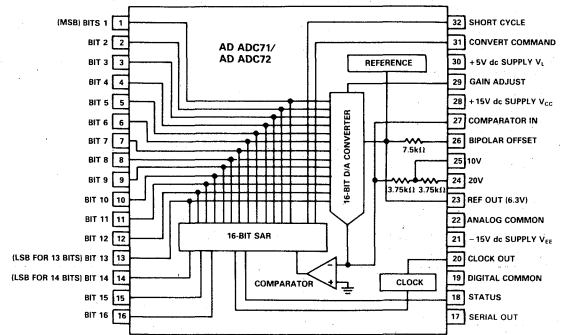 (MSB) BITS 1 1
BIT 2 2
BIT 3 3
BIT 4 4
BIT 5 5
BIT 6 6
BIT 7 7
BIT 8 8
BIT 9 9
BIT 10 10
BIT 11 11
BIT 12 12
(LSB FOR 13 BITS) BIT 13 13
(LSB FOR 14 BITS) BIT 14 14
BIT 15 15
BIT 16 16
AD ADC71/
AD ADC72
REFERENCE
16-BIT D/A CONVERTER
7.5kΩ
3.75kΩ 3.75kΩ
16-BIT SAR
COMPARATOR
−
+
CLOCK
32 SHORT CYCLE
31 CONVERT COMMAND
30 +5V dc SUPPLY VL
29 GAIN ADJUST
28 +15V dc SUPPLY VCC
27 COMPARATOR IN
26 BIPOLAR OFFSET
25 10V
24 20V
23 REF OUT (6.3V)
22 ANALOG COMMON
21 −15V dc SUPPLY VEE
20 CLOCK OUT
19 DIGITAL COMMON
18 STATUS
17 SERIAL OUT